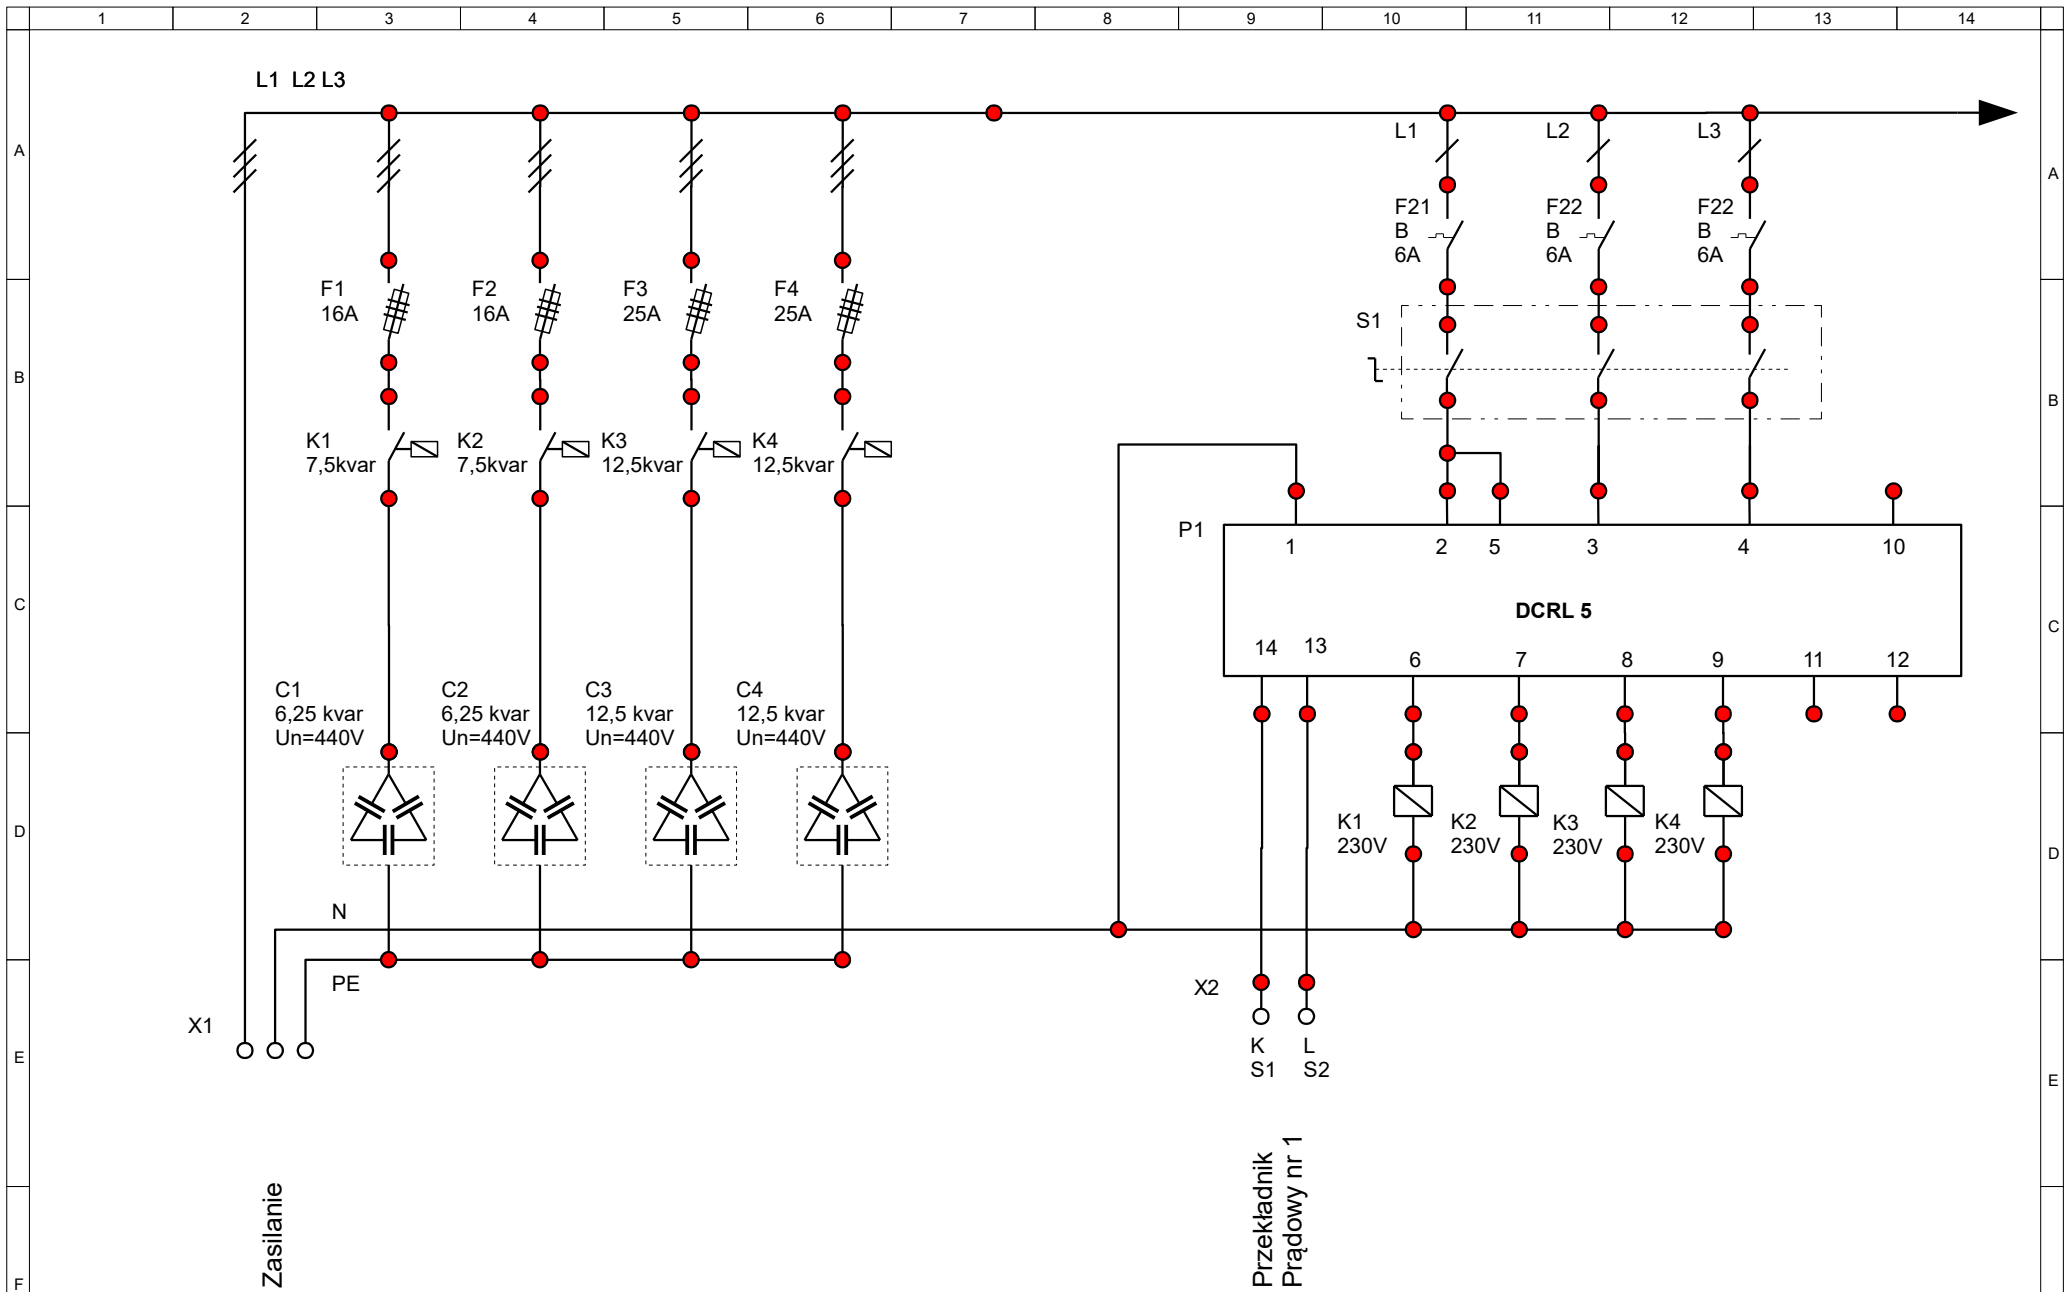 1 2 3 4 5 6 7 8 9 10 11 12 13 14
L1 L2 L3
A
L1 L2 L3
A
F21 F22 F22
B B B
6A 6A 6A
F1 F2 F3 F4
16A 16A 25A 25A
S1
B
B
K1 K2 K3 K4
7,5kvar 7,5kvar 12,5kvar 12,5kvar
P1
1 2 5 3 4 10
C
DCRL 5
C
14 13 6 7 8 9 11 12
C1 C2 C3 C4
6,25 kvar 6,25 kvar 12,5 kvar 12,5 kvar
Un=440V Un=440V Un=440V Un=440V
D
K1 K2 K3 K4
230V 230V 230V 230V
D
N
PE
X2
X1
K L
S1 S2
E
E
Zasilanie
Przekładnik
Prądowy nr 1
F